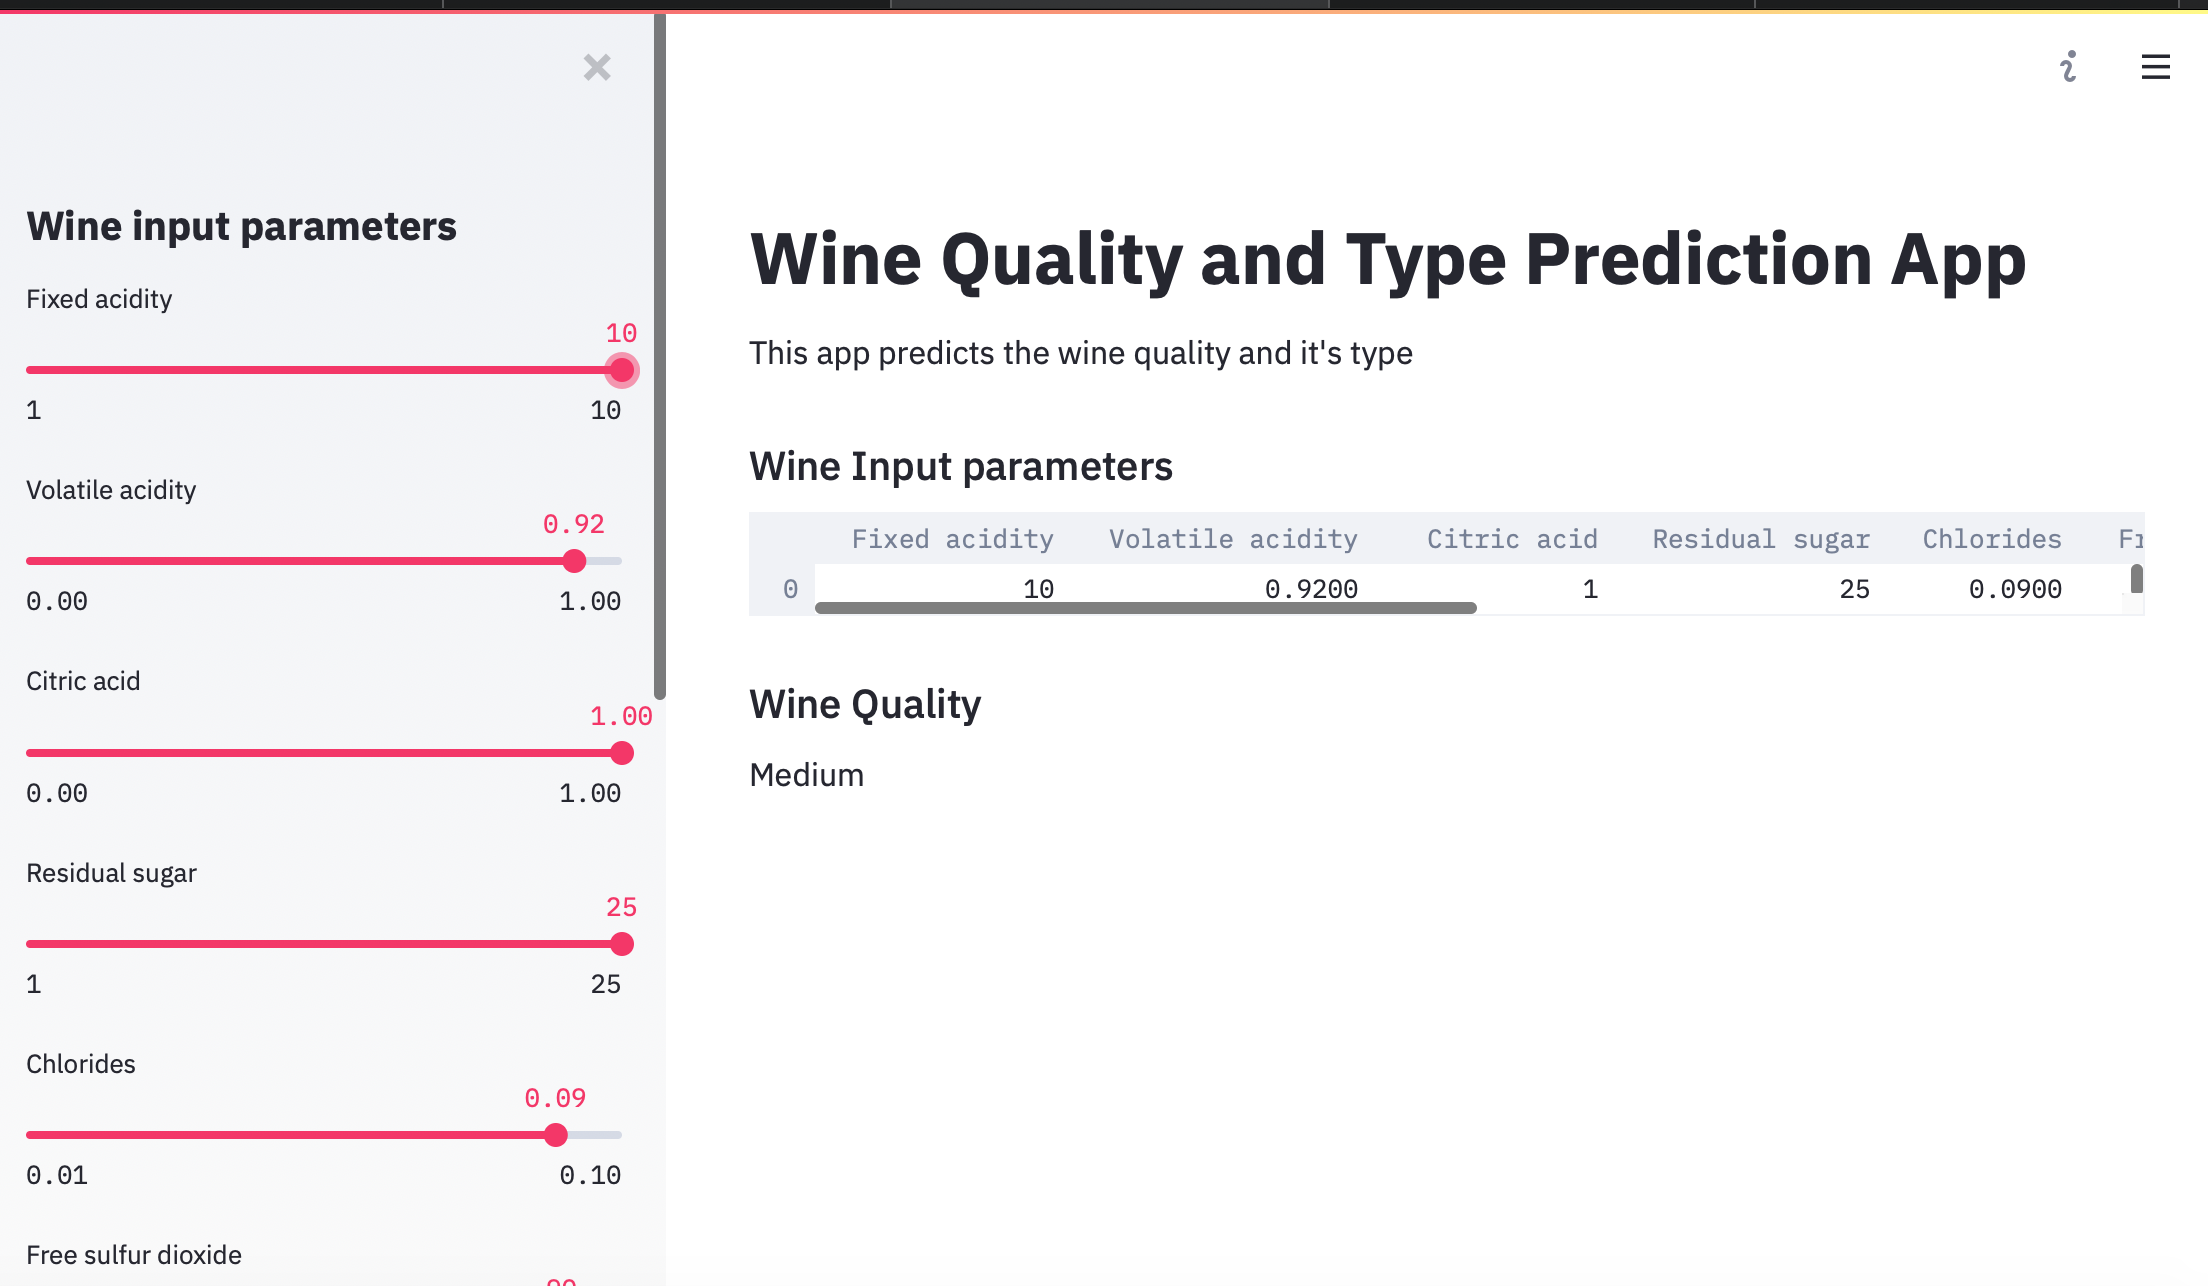 Wine input parameters
Fixed acidity
10
1 10
Volatile acidity
0.92
0.00 1.00
Citric acid
1.00
0.00 1.00
Residual sugar
25
1 25
Chlorides
0.09
0.01 0.10
Free sulfur dioxide
Wine Quality and Type Prediction App
This app predicts the wine quality and it's type
Wine Input parameters
Fixed acidity Volatile acidity Citric acid Residual sugar Chlorides
0 10 0.9200 1 25 0.0900
Wine Quality
Medium